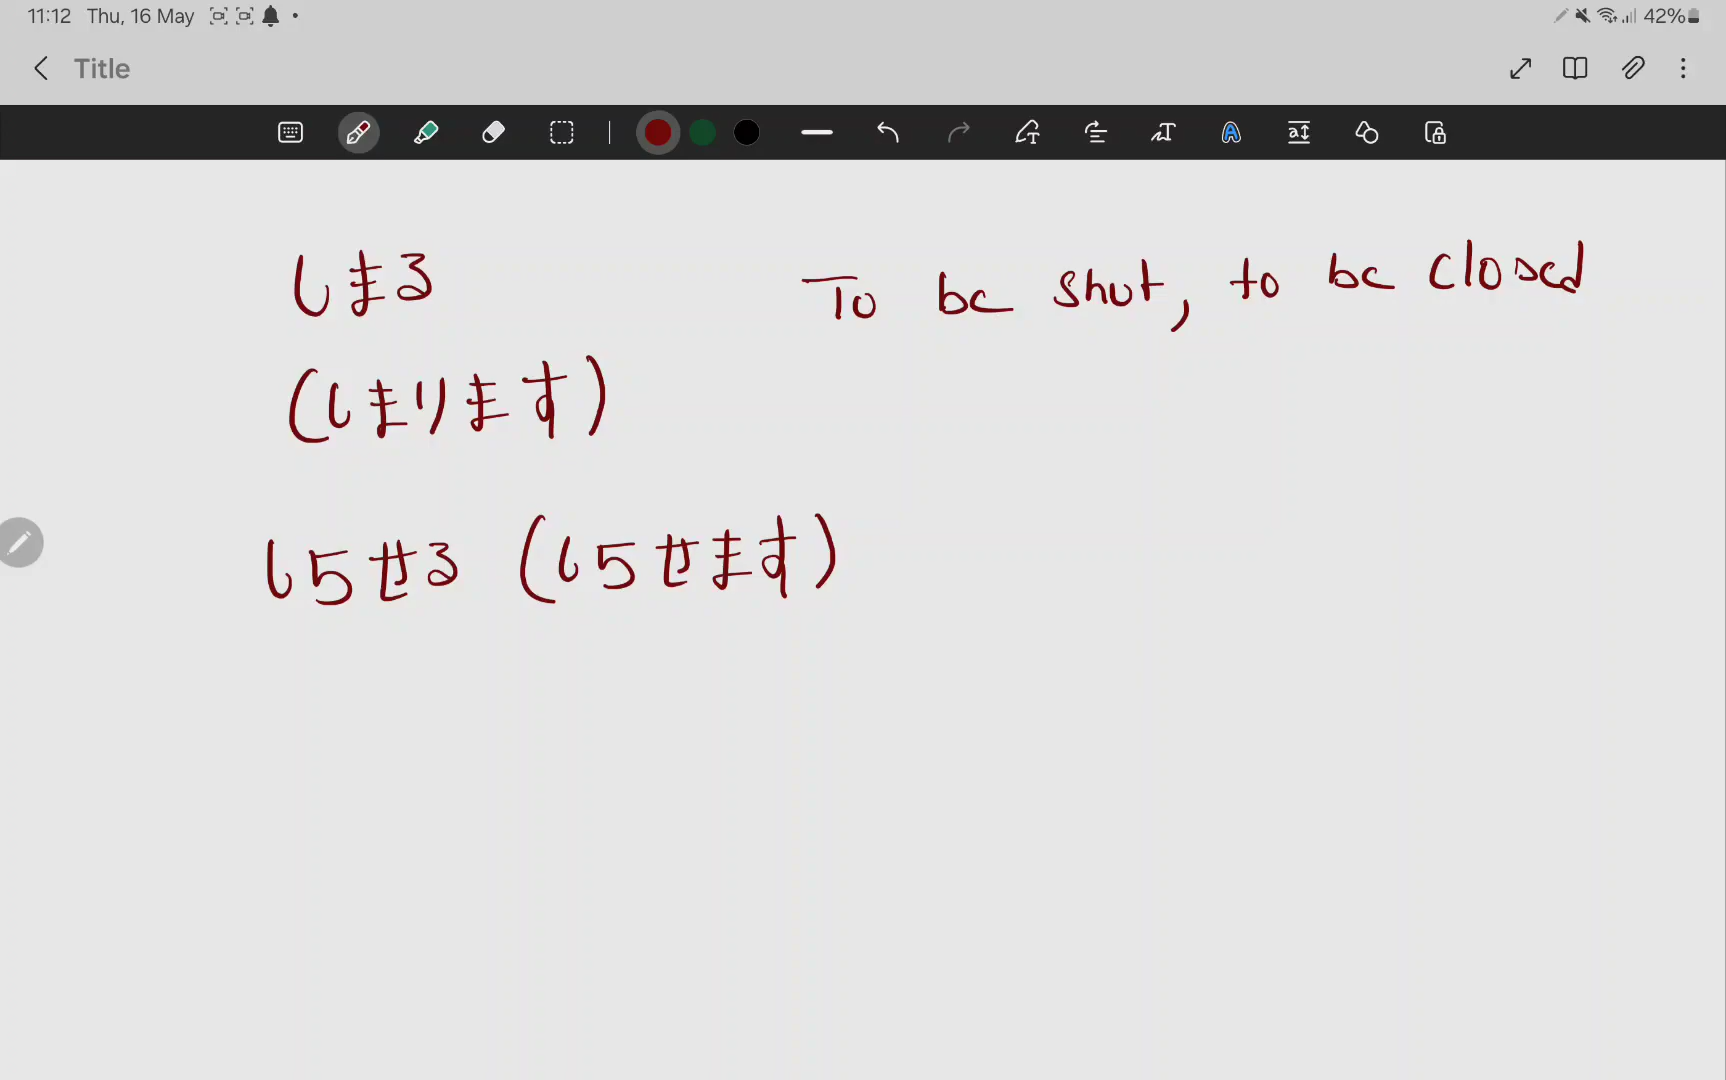 11:12 Thu, 16 May 42%
Title
しまる To be shut, to be closed
(しまります)
しらせる (しらせます)